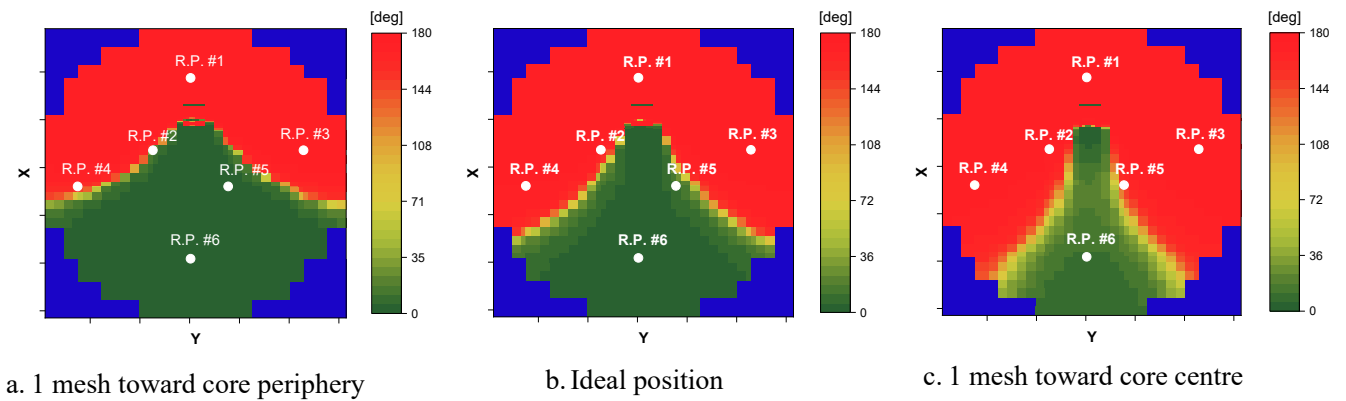 [deg]
180
144
108
71
36
0
R.P. #1
R.P. #2
R.P. #3
R.P. #4
R.P. #5
R.P. #6
X
Y
a. 1 mesh toward core periphery
[deg]
180
144
108
72
36
0
R.P. #1
R.P. #2
R.P. #3
R.P. #4
R.P. #5
R.P. #6
X
Y
b. Ideal position
[deg]
180
144
108
72
36
0
R.P. #1
R.P. #2
R.P. #3
R.P. #4
R.P. #5
R.P. #6
X
Y
c. 1 mesh toward core centre